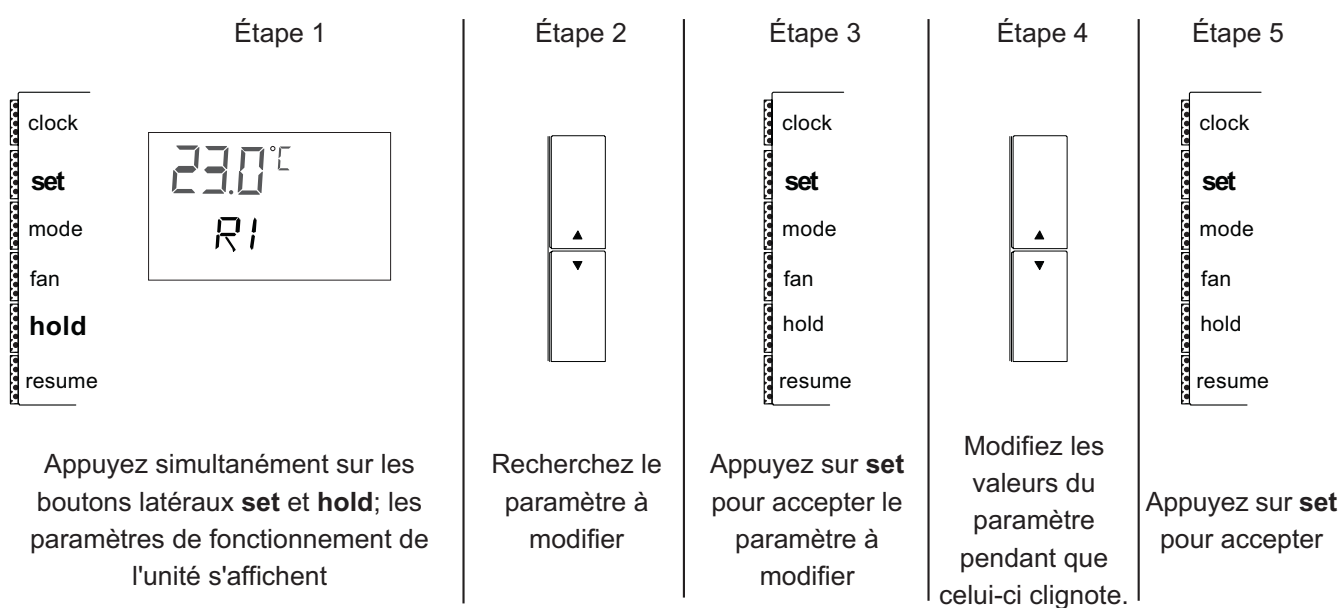 Étape 1
clock
set
mode
fan
hold
resume
23.0°C
R1
Appuyez simultanément sur les
boutons latéraux set et hold; les
paramètres de fonctionnement de
l'unité s'affichent
Étape 2
▲
▼
Recherchez le
paramètre à
modifier
Étape 3
clock
set
mode
fan
hold
resume
Appuyez sur set
pour accepter le
paramètre à
modifier
Étape 4
▲
▼
Modifiez les
valeurs du
paramètre
pendant que
celui-ci clignote.
Étape 5
clock
set
mode
fan
hold
resume
Appuyez sur set
pour accepter